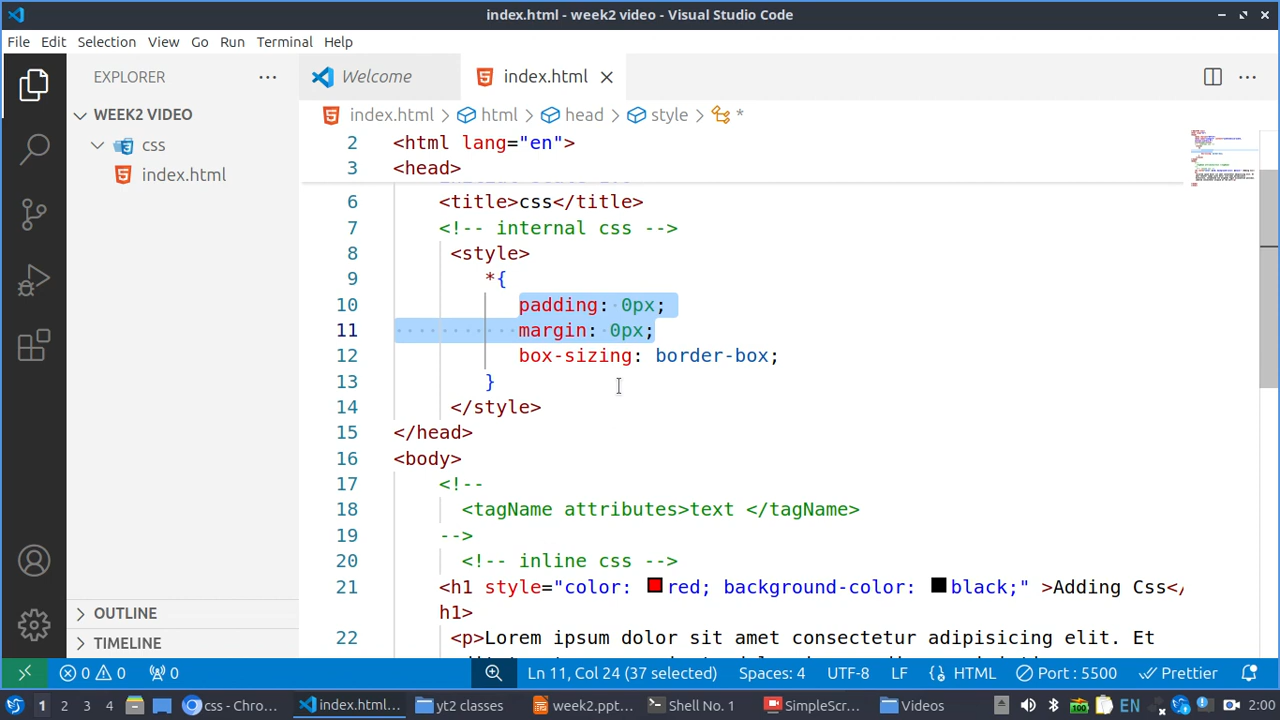 index.html - week2 video - Visual Studio Code
File Edit Selection View Go Run Terminal Help
EXPLORER
Welcome
index.html
WEEK2 VIDEO
css
index.html
index.html > html > head > style > *
2 <html lang="en">
3 <head>
6 <title>css</title>
7 <!-- internal css -->
8 <style>
9 *{
10 padding: 0px;
11 margin: 0px;
12 box-sizing: border-box;
13 }
14 </style>
15 </head>
16 <body>
17 <!--
18 <tagName attributes>text </tagName>
19 -->
20 <!-- inline css -->
21 <h1 style="color: red; background-color: black;" >Adding Css</
h1>
22 <p>Lorem ipsum dolor sit amet consectetur adipisicing elit. Et
OUTLINE
TIMELINE
0 0 0 Ln 11, Col 24 (37 selected) Spaces: 4 UTF-8 LF HTML Port : 5500 Prettier
1 2 3 4 css - Chro... index.html... yt2 classes week2.ppt... Shell No. 1 SimpleScr... Videos 100 EN 2:00